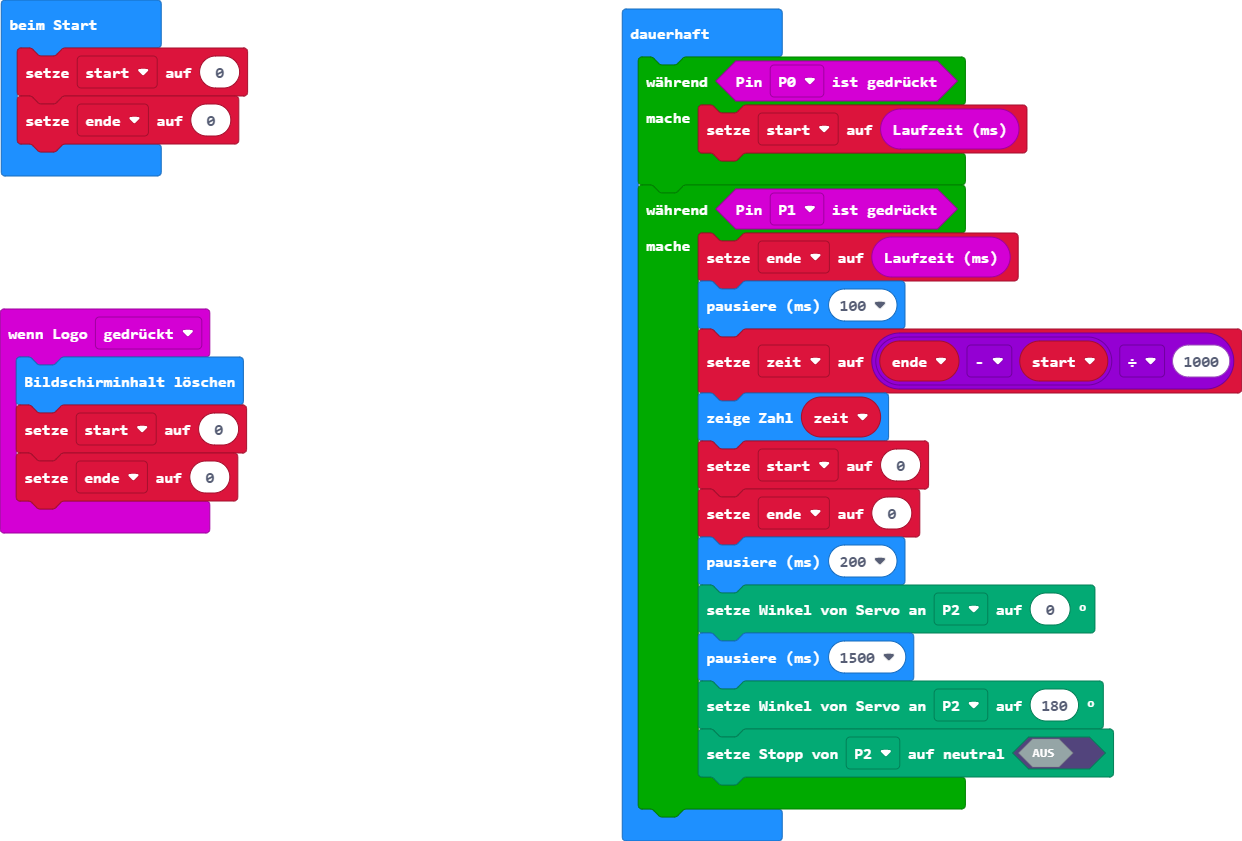 beim Start
setze start auf 0
setze ende auf 0
wenn Logo gedrückt
Bildschirminhalt löschen
setze start auf 0
setze ende auf 0
dauerhaft
während Pin P0 ist gedrückt
mache
setze start auf Laufzeit (ms)
während Pin P1 ist gedrückt
mache
setze ende auf Laufzeit (ms)
pausiere (ms) 100
setze zeit auf ende - start ÷ 1000
zeige Zahl zeit
setze start auf 0
setze ende auf 0
pausiere (ms) 200
setze Winkel von Servo an P2 auf 0 °
pausiere (ms) 1500
setze Winkel von Servo an P2 auf 180 °
setze Stopp von P2 auf neutral AUS